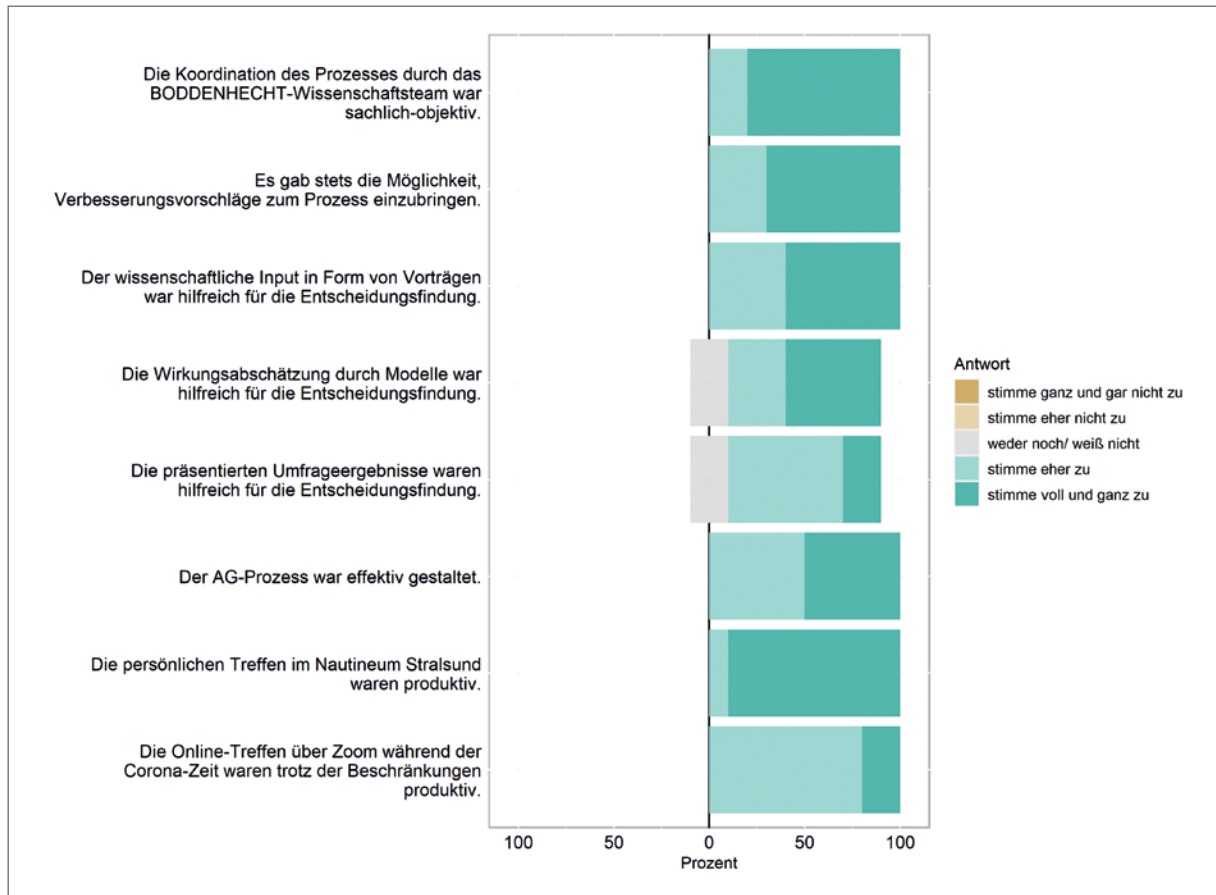 Die Koordination des Prozesses durch das
BODDENHECHT-Wissenschaftsteam war
sachlich-objektiv.
Es gab stets die Möglichkeit,
Verbesserungsvorschläge zum Prozess einzubringen.
Der wissenschaftliche Input in Form von Vorträgen
war hilfreich für die Entscheidungsfindung.
Die Wirkungsabschätzung durch Modelle war
hilfreich für die Entscheidungsfindung.
Die präsentierten Umfrageergebnisse waren
hilfreich für die Entscheidungsfindung.
Der AG-Prozess war effektiv gestaltet.
Die persönlichen Treffen im Nautineum Stralsund
waren produktiv.
Die Online-Treffen über Zoom während der
Corona-Zeit waren trotz der Beschränkungen
produktiv.
100 50 0 50 100
Prozent
Antwort
stimme ganz und gar nicht zu
stimme eher nicht zu
weder noch/ weiß nicht
stimme eher zu
stimme voll und ganz zu